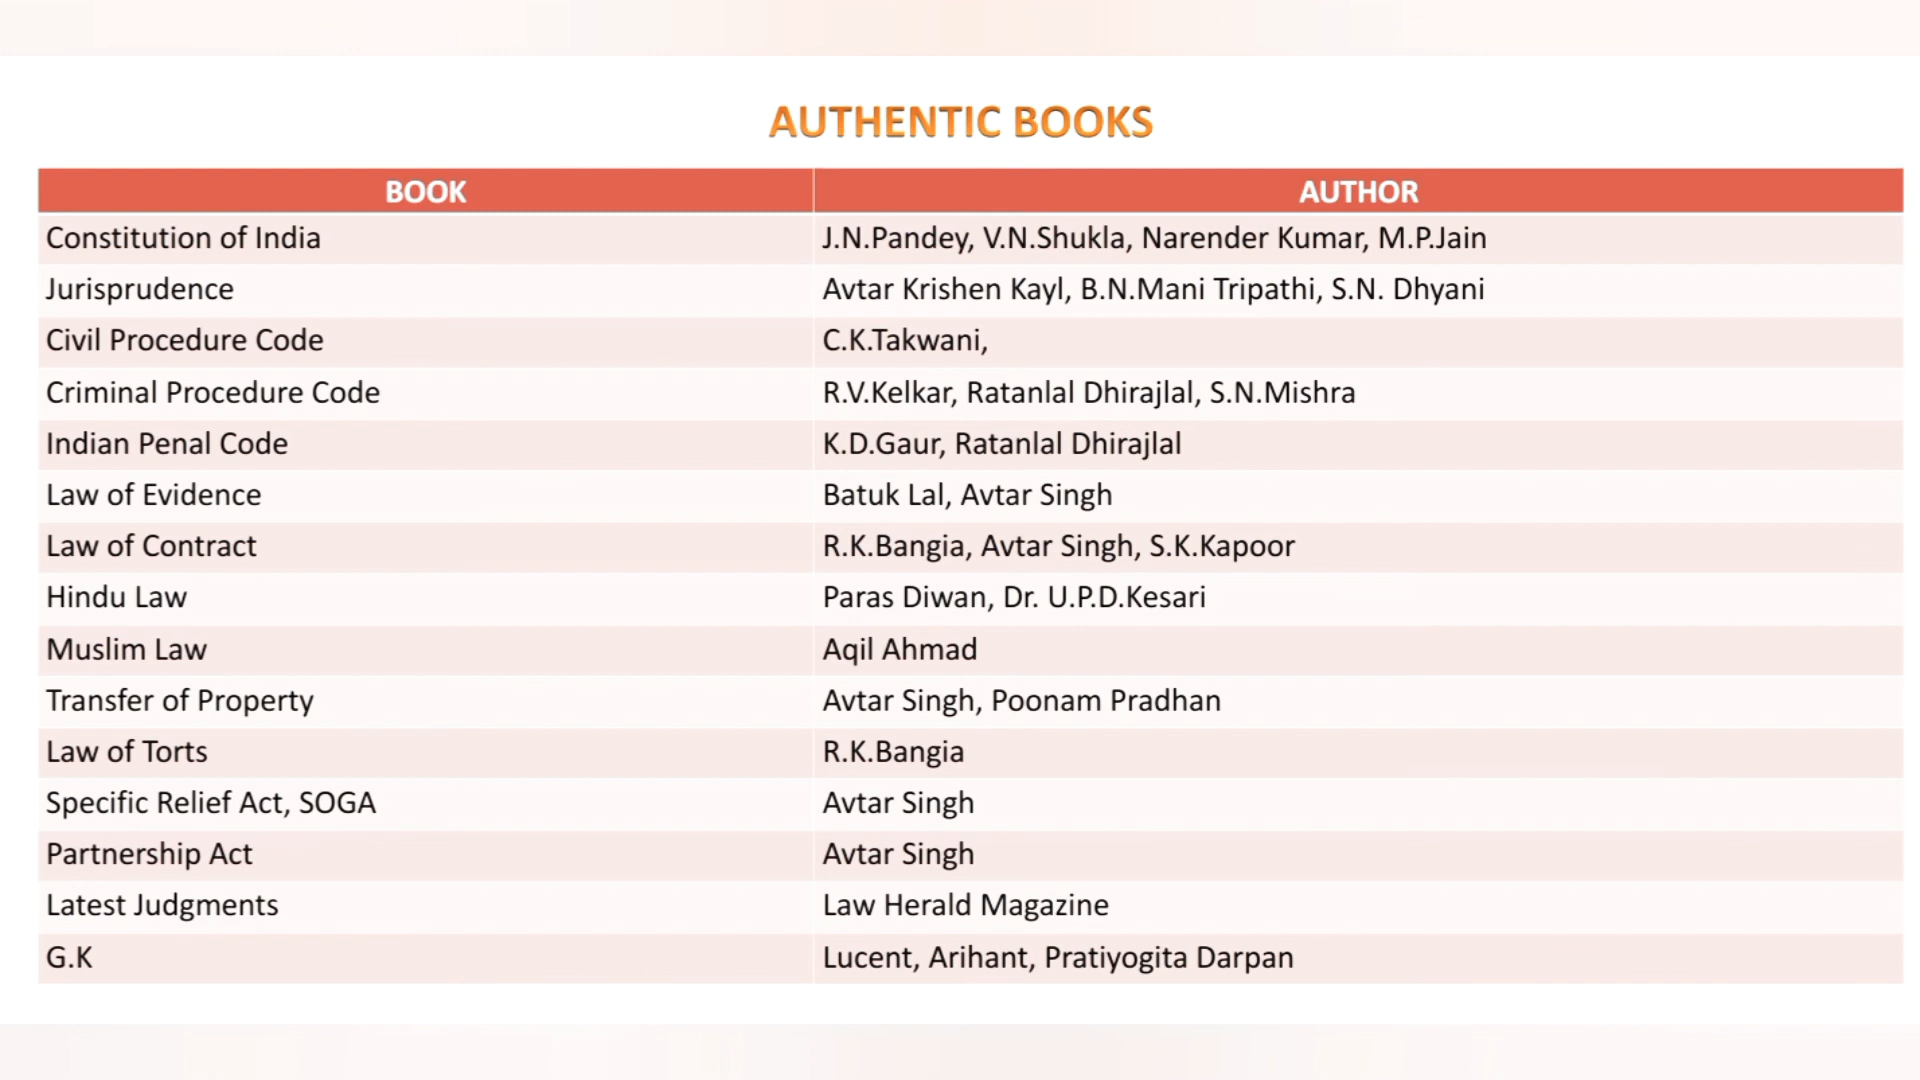 AUTHENTIC BOOKS
BOOK AUTHOR
Constitution of India J.N.Pandey, V.N.Shukla, Narender Kumar, M.P.Jain
Jurisprudence Avtar Krishen Kayl, B.N.Mani Tripathi, S.N. Dhyani
Civil Procedure Code C.K.Takwani,
Criminal Procedure Code R.V.Kelkar, Ratanlal Dhirajlal, S.N.Mishra
Indian Penal Code K.D.Gaur, Ratanlal Dhirajlal
Law of Evidence Batuk Lal, Avtar Singh
Law of Contract R.K.Bangia, Avtar Singh, S.K.Kapoor
Hindu Law Paras Diwan, Dr. U.P.D.Kesari
Muslim Law Aqil Ahmad
Transfer of Property Avtar Singh, Poonam Pradhan
Law of Torts R.K.Bangia
Specific Relief Act, SOGA Avtar Singh
Partnership Act Avtar Singh
Latest Judgments Law Herald Magazine
G.K Lucent, Arihant, Pratiyogita Darpan